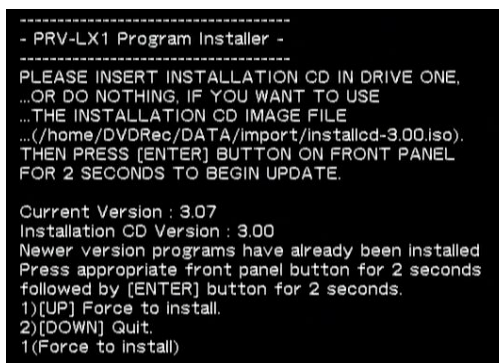 ------------------------------------
- PRV-LX1 Program Installer -
------------------------------------
PLEASE INSERT INSTALLATION CD IN DRIVE ONE,
...OR DO NOTHING, IF YOU WANT TO USE
...THE INSTALLATION CD IMAGE FILE
...(/home/DVDRec/DATA/import/installcd-3.00.iso).
THEN PRESS [ENTER] BUTTON ON FRONT PANEL
FOR 2 SECONDS TO BEGIN UPDATE.
Current Version : 3.07
Installation CD Version : 3.00
Newer version programs have already been installed
Press appropriate front panel button for 2 seconds
followed by [ENTER] button for 2 seconds.
1)[UP] Force to install.
2)[DOWN] Quit.
1(Force to install)